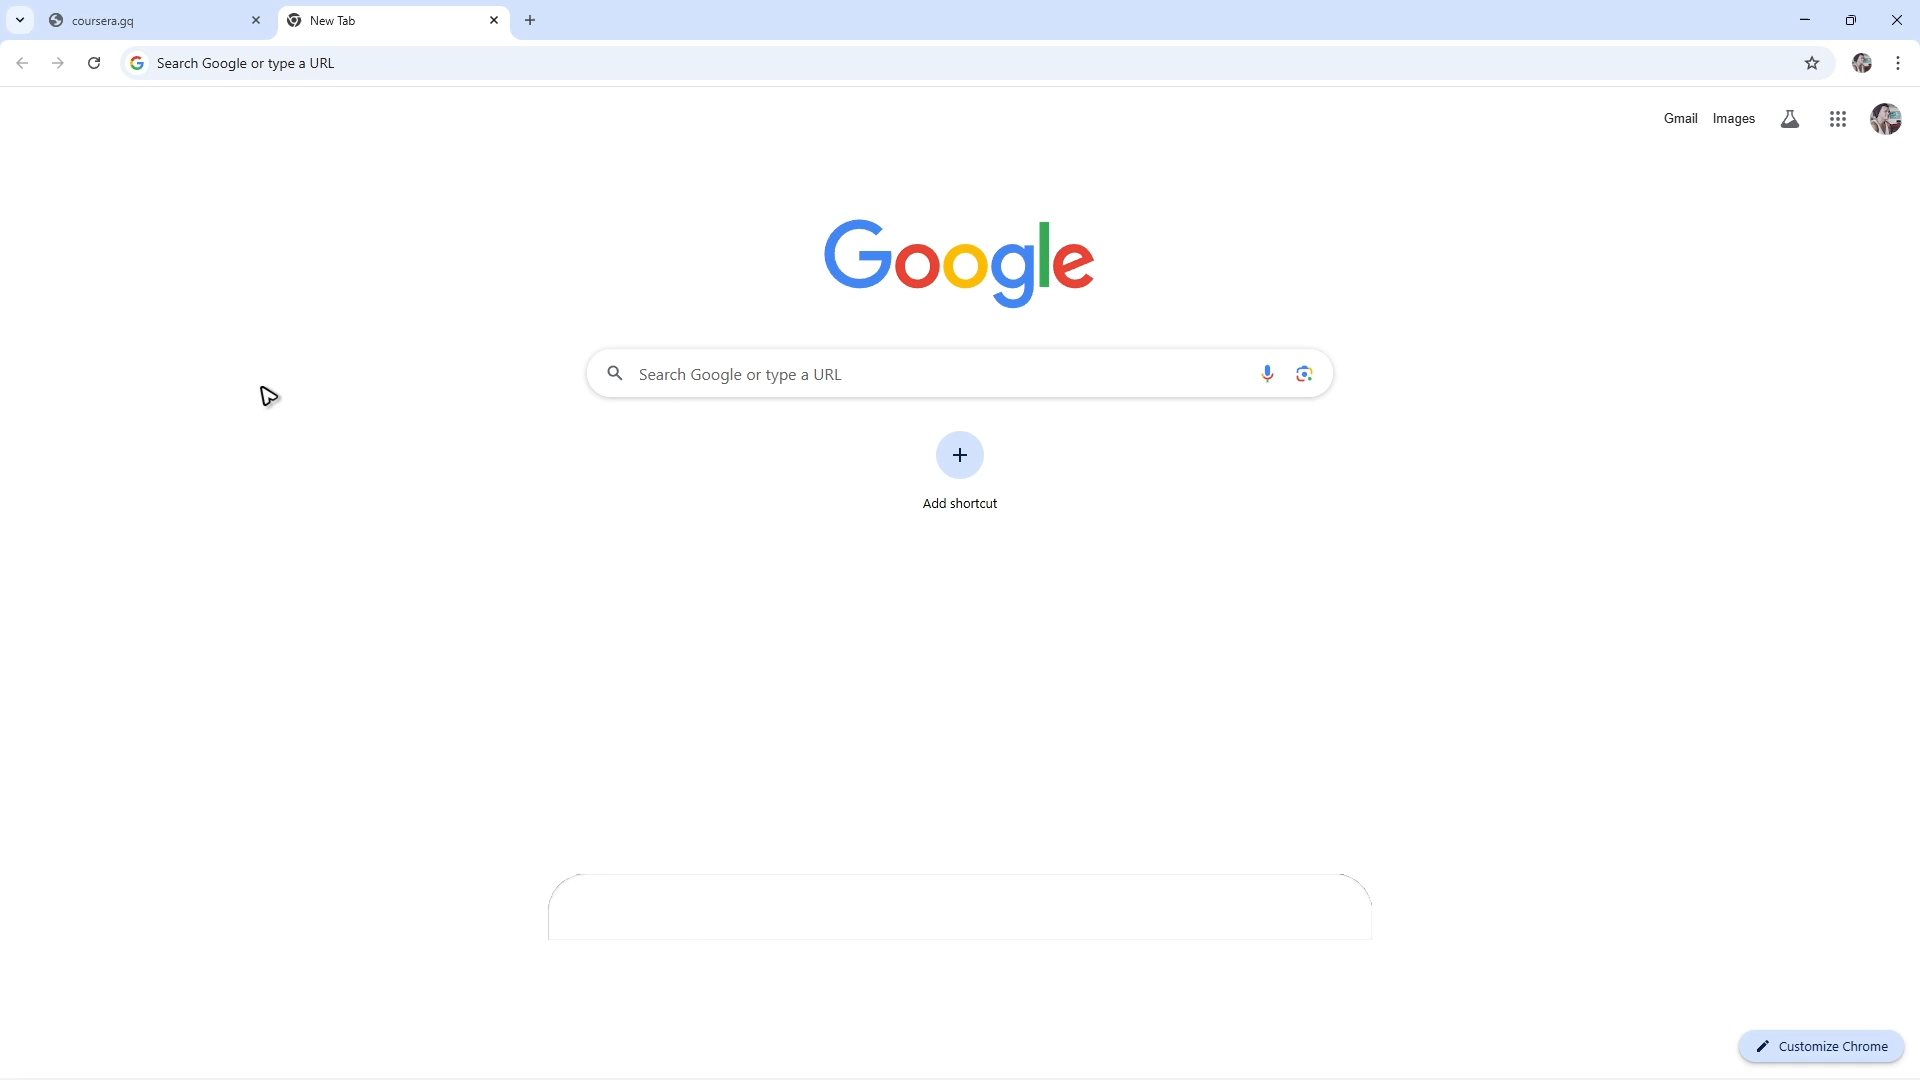 coursera.gq
New Tab
Search Google or type a URL
Gmail Images
Google
Search Google or type a URL
Add shortcut
Customize Chrome